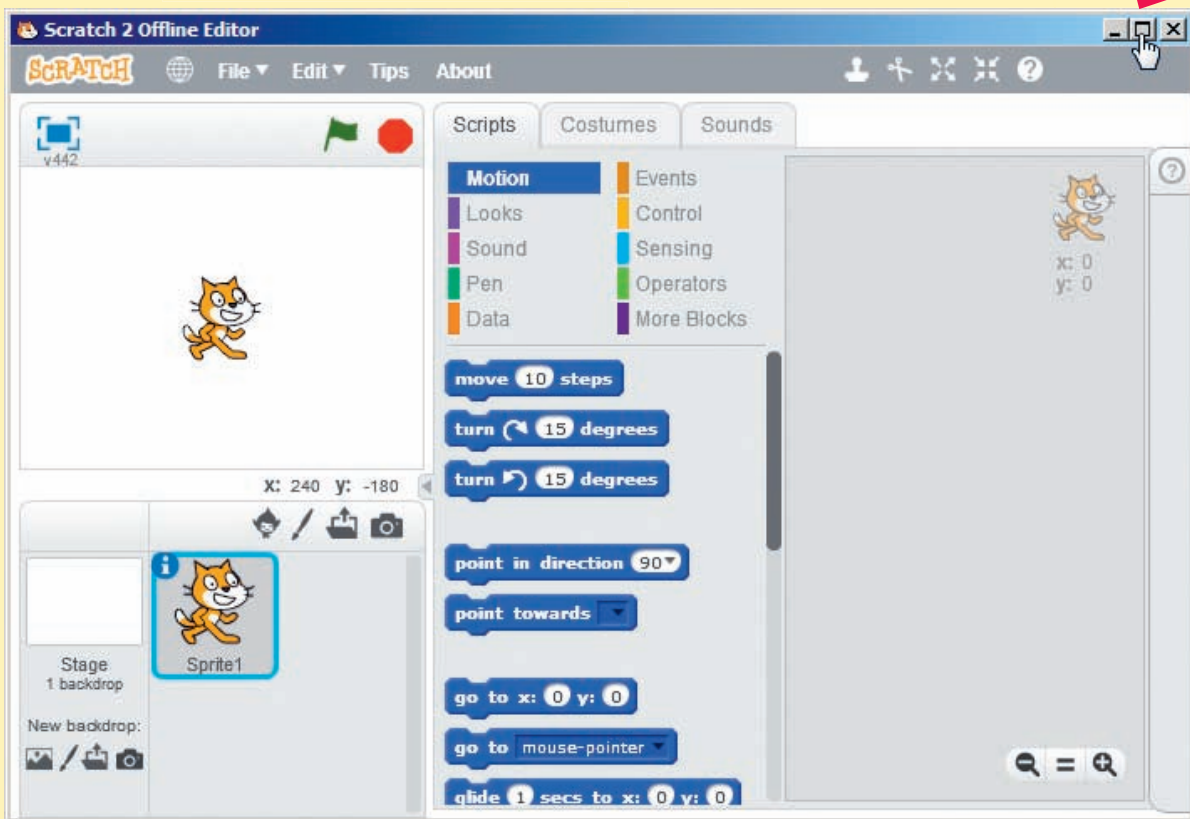 Scratch 2 Offline Editor
SCRATCH File Edit Tips About
v442
Scripts Costumes Sounds
Motion Events
Looks Control
Sound Sensing
Pen Operators
Data More Blocks
x: 0
y: 0
move 10 steps
turn 15 degrees
turn 15 degrees
point in direction 90
point towards
go to x: 0 y: 0
go to mouse-pointer
glide 1 secs to x: 0 y: 0
X: 240 y: -180
Sprite1
Stage
1 backdrop
New backdrop: